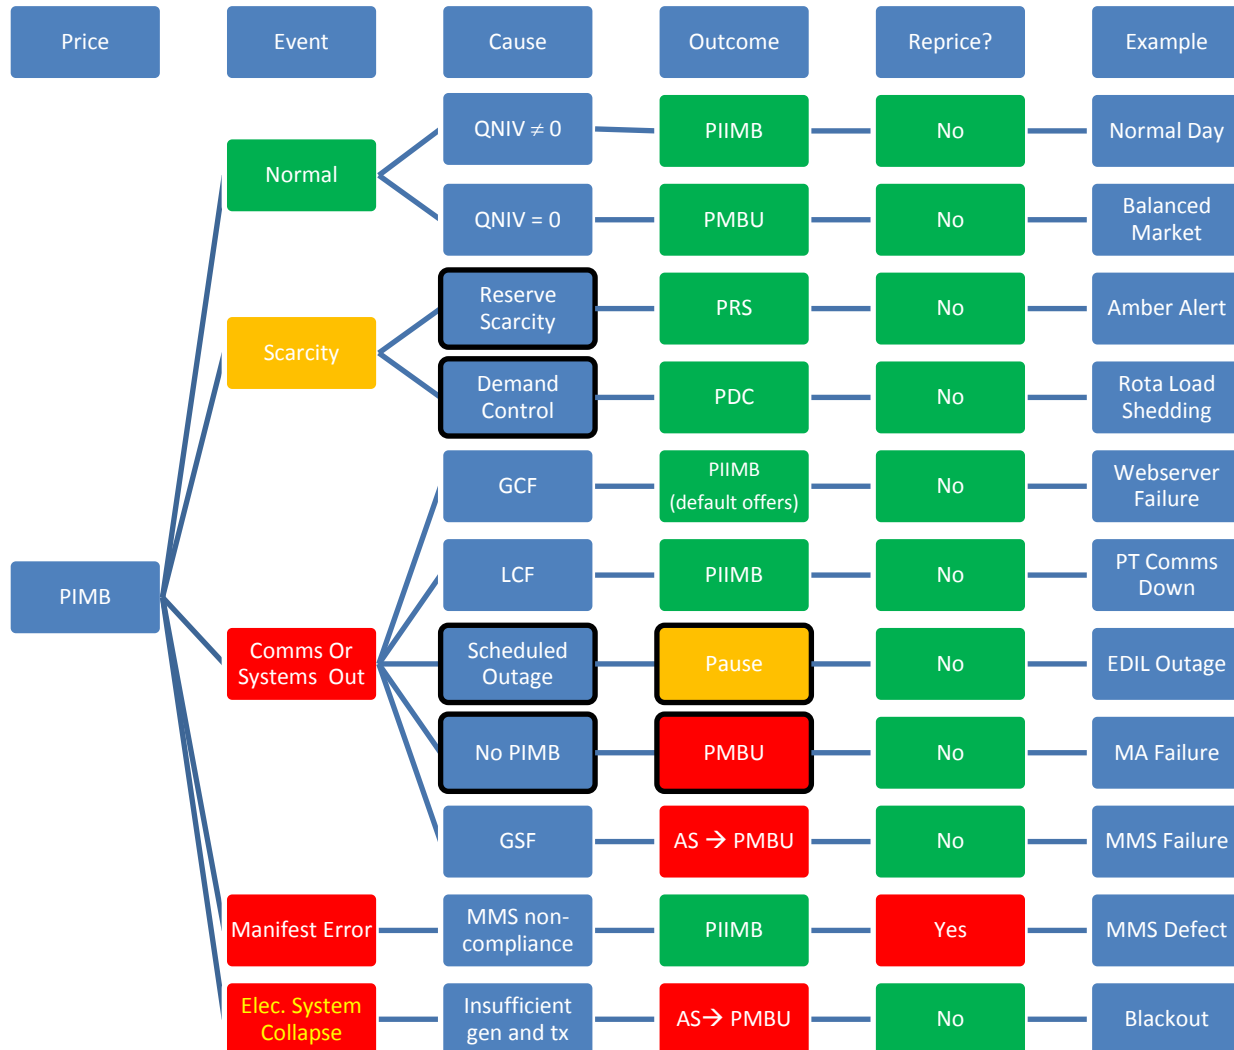 Price
Event
Cause
Outcome
Reprice?
Example
QNIV ≠ 0
PIIMB
No
Normal Day
Normal
QNIV = 0
PMBU
No
Balanced
Market
Reserve
Scarcity
PRS
No
Amber Alert
Scarcity
Demand
Control
PDC
No
Rota Load
Shedding
GCF
PIIMB
(default offers)
No
Webserver
Failure
PIMB
LCF
PIIMB
No
PT Comms
Down
Comms Or
Systems  Out
Scheduled
Outage
Pause
No
EDIL Outage
No PIMB
PMBU
No
MA Failure
GSF
AS → PMBU
No
MMS Failure
Manifest Error
MMS non-
compliance
PIIMB
Yes
MMS Defect
Elec. System
Collapse
Insufficient
gen and tx
AS→ PMBU
No
Blackout